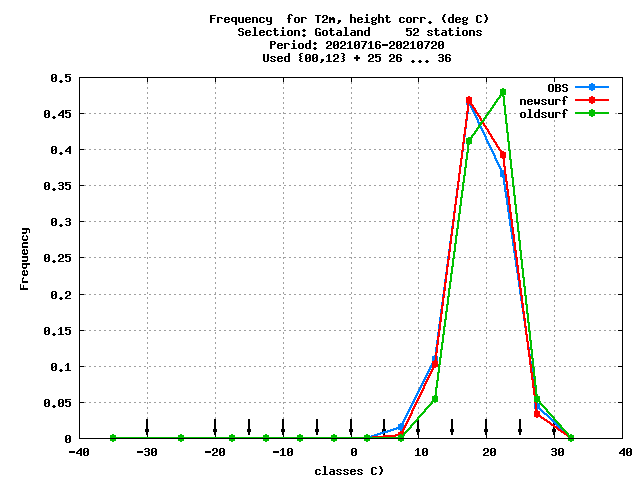 Frequency  for T2m, height corr. (deg C)
Selection: Gotaland     52 stations
Period: 20210716-20210720
Used {00,12} + 25 26 ... 36
OBS
newsurf
oldsurf
0.5
0.45
0.4
0.35
0.3
0.25
0.2
0.15
0.1
0.05
0
Frequency
-40 -30 -20 -10 0 10 20 30 40
classes C)